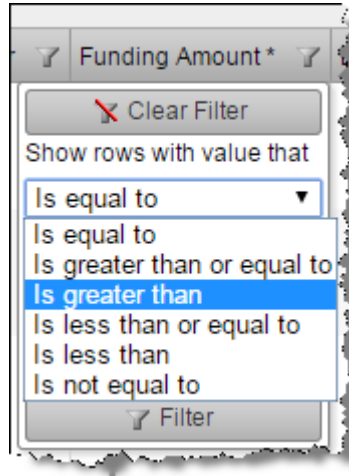 Funding Amount *
Clear Filter
Show rows with value that
Is equal to
Is equal to
Is greater than or equal to
Is greater than
Is less than or equal to
Is less than
Is not equal to
Filter